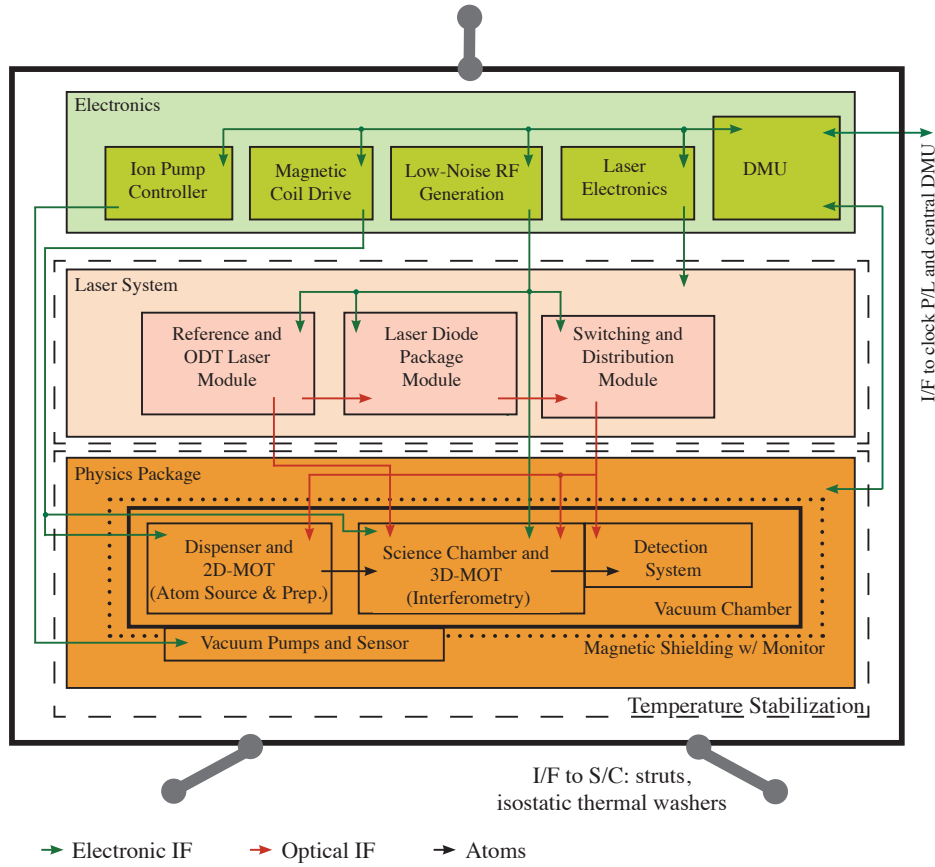 Electronics
Ion Pump
Controller
Magnetic
Coil Drive
Low-Noise RF
Generation
Laser
Electronics
DMU
I/F to clock P/L and central DMU
Laser System
Reference and
ODT Laser
Module
Laser Diode
Package
Module
Switching and
Distribution
Module
Physics Package
Dispenser and
2D-MOT
(Atom Source & Prep.)
Science Chamber and
3D-MOT
(Interferometry)
Detection
System
Vacuum Chamber
Vacuum Pumps and Sensor
Magnetic Shielding w/ Monitor
Temperature Stabilization
I/F to S/C: struts,
isostatic thermal washers
Electronic IF
Optical IF
Atoms